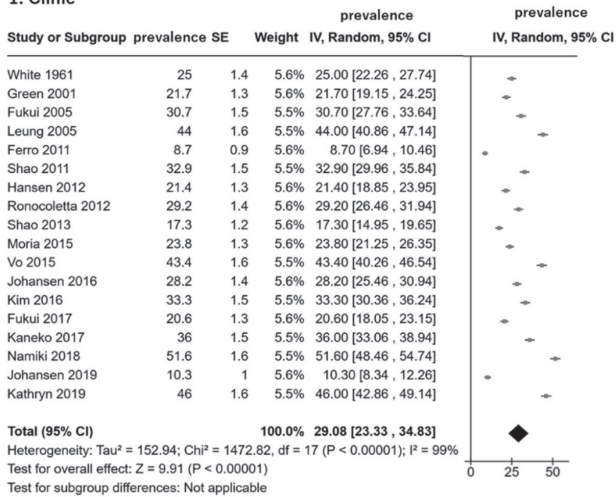 1. Clinic
prevalence prevalence
Study or Subgroup prevalence SE Weight IV, Random, 95% CI IV, Random, 95% CI
White 1961 25 1.4 5.6% 25.00 [22.26 , 27.74]
Green 2001 21.7 1.3 5.6% 21.70 [19.15 , 24.25]
Fukui 2005 30.7 1.5 5.5% 30.70 [27.76 , 33.64]
Leung 2005 44 1.6 5.5% 44.00 [40.86 , 47.14]
Ferro 2011 8.7 0.9 5.6% 8.70 [6.94 , 10.46]
Shao 2011 32.9 1.5 5.5% 32.90 [29.96 , 35.84]
Hansen 2012 21.4 1.3 5.6% 21.40 [18.85 , 23.95]
Ronocoletta 2012 29.2 1.4 5.6% 29.20 [26.46 , 31.94]
Shao 2013 17.3 1.2 5.6% 17.30 [14.95 , 19.65]
Moria 2015 23.8 1.3 5.6% 23.80 [21.25 , 26.35]
Vo 2015 43.4 1.6 5.5% 43.40 [40.26 , 46.54]
Johansen 2016 28.2 1.4 5.6% 28.20 [25.46 , 30.94]
Kim 2016 33.3 1.5 5.5% 33.30 [30.36 , 36.24]
Fukui 2017 20.6 1.3 5.6% 20.60 [18.05 , 23.15]
Kaneko 2017 36 1.5 5.5% 36.00 [33.06 , 38.94]
Namiki 2018 51.6 1.6 5.5% 51.60 [48.46 , 54.74]
Johansen 2019 10.3 1 5.6% 10.30 [8.34 , 12.26]
Kathryn 2019 46 1.6 5.5% 46.00 [42.86 , 49.14]
Total (95% CI) 100.0% 29.08 [23.33 , 34.83]
Heterogeneity: Tau² = 152.94; Chi² = 1472.82, df = 17 (P < 0.00001); I² = 99%
Test for overall effect: Z = 9.91 (P < 0.00001)
Test for subgroup differences: Not applicable
0 25 50